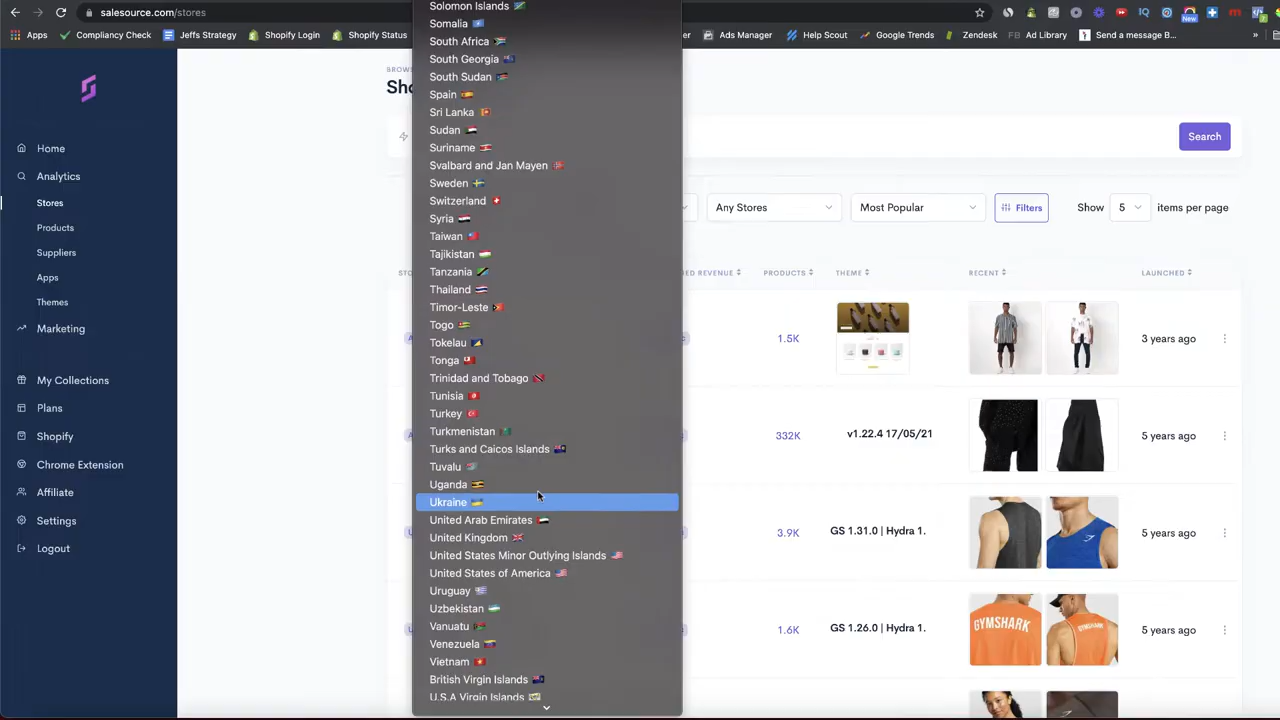 salesource.com/stores
Apps
Compliancy Check
Jeffs Strategy
Shopify Login
Shopify Status
Ads Manager
Help Scout
Google Trends
Zendesk
FB Ad Library
Send a message B...
»
New
Home
Analytics
Stores
Products
Suppliers
Apps
Themes
Marketing
My Collections
Plans
Shopify
Chrome Extension
Affiliate
Settings
Logout
Solomon Islands
Somalia
South Africa
South Georgia
South Sudan
Spain
Sri Lanka
Sudan
Suriname
Svalbard and Jan Mayen
Sweden
Switzerland
Syria
Taiwan
Tajikistan
Tanzania
Thailand
Timor-Leste
Togo
Tokelau
Tonga
Trinidad and Tobago
Tunisia
Turkey
Turkmenistan
Turks and Caicos Islands
Tuvalu
Uganda
Ukraine
United Arab Emirates
United Kingdom
United States Minor Outlying Islands
United States of America
Uruguay
Uzbekistan
Vanuatu
Venezuela
Vietnam
British Virgin Islands
U.S.A Virgin Islands
Search
Any Stores
Most Popular
Filters
Show 5 items per page
REVENUE PRODUCTS THEME RECENT LAUNCHED
1.5K 3 years ago
332K v1.22.4 17/05/21 5 years ago
3.9K GS 1.31.0 | Hydra 1. 5 years ago
1.6K GS 1.26.0 | Hydra 1. 5 years ago
GYMSHARK
GYMSHARK